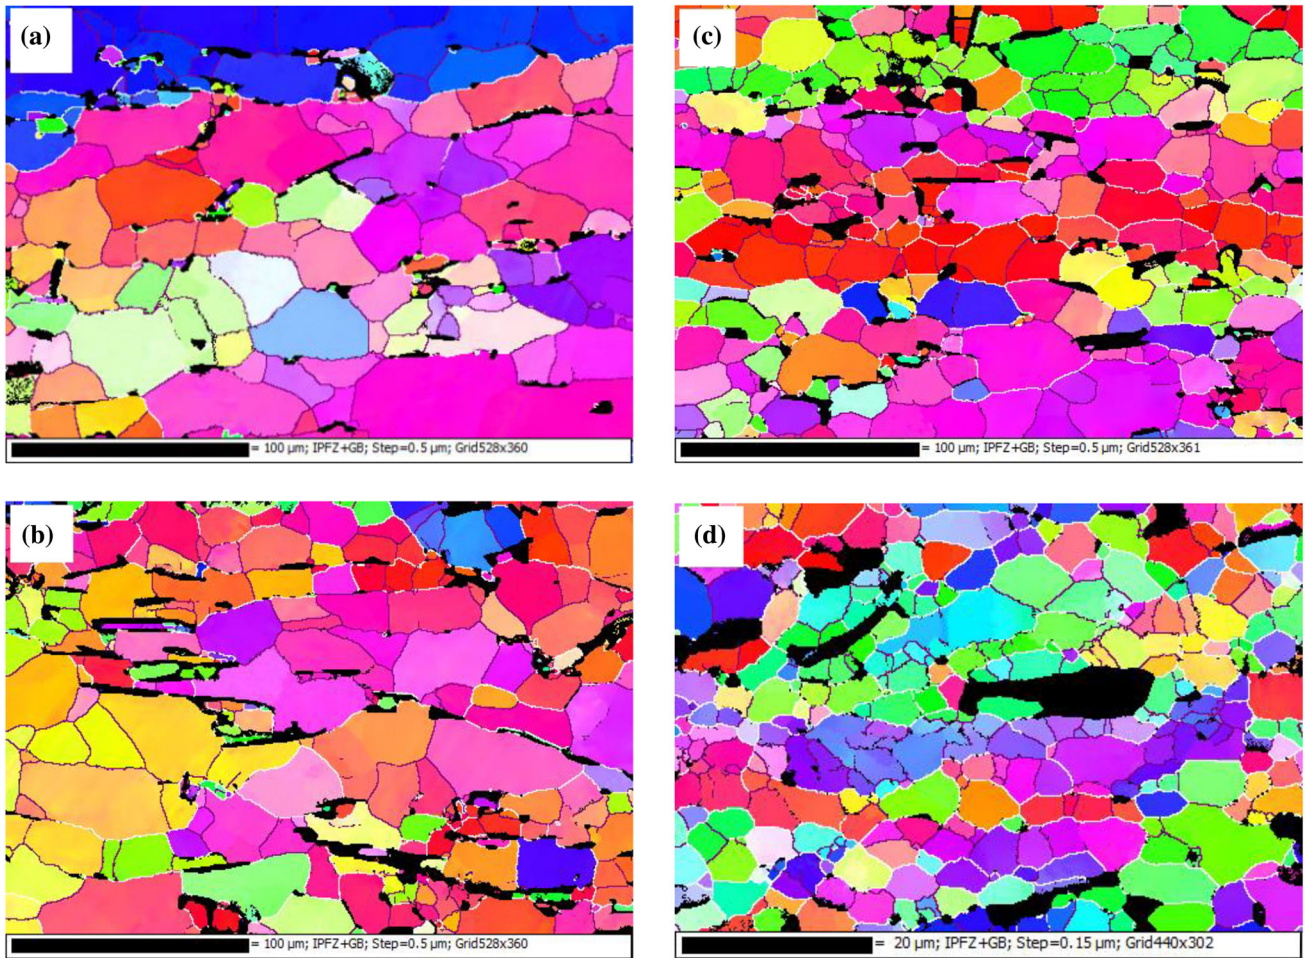 (a)
= 100 µm; IPFZ+GB; Step=0.5 µm; Grid528x360
(c)
= 100 µm; IPFZ+GB; Step=0.5 µm; Grid528x361
(b)
= 100 µm; IPFZ+GB; Step=0.5 µm; Grid528x360
(d)
= 20 µm; IPFZ+GB; Step=0.15 µm; Grid440x302